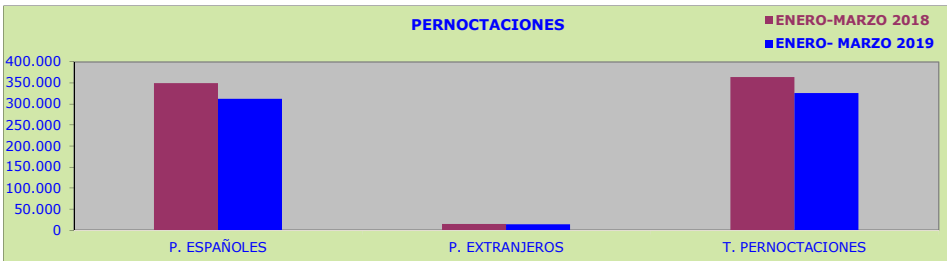 PERNOCTACIONES
ENERO-MARZO 2018
ENERO- MARZO 2019
400.000
350.000
300.000
250.000
200.000
150.000
100.000
50.000
0
P. ESPAÑOLES
P. EXTRANJEROS
T. PERNOCTACIONES